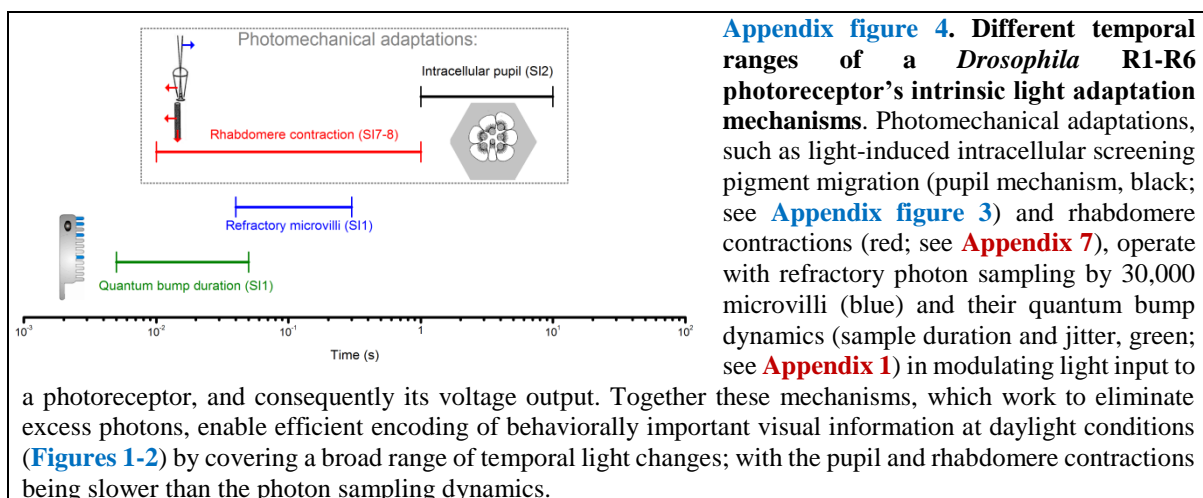 Photomechanical adaptations:
Intracellular pupil (SI2)
Rhabdomere contraction (SI7-8)
Refractory microvilli (SI1)
Quantum bump duration (SI1)
10⁻³ 10⁻² 10⁻¹ 1 10¹ 10²
Time (s)
Appendix figure 4. Different temporal
ranges of a Drosophila R1-R6
photoreceptor’s intrinsic light adaptation
mechanisms. Photomechanical adaptations,
such as light-induced intracellular screening
pigment migration (pupil mechanism, black;
see Appendix figure 3) and rhabdomere
contractions (red; see Appendix 7), operate
with refractory photon sampling by 30,000
microvilli (blue) and their quantum bump
dynamics (sample duration and jitter, green;
see Appendix 1) in modulating light input to
a photoreceptor, and consequently its voltage output. Together these mechanisms, which work to eliminate
excess photons, enable efficient encoding of behaviorally important visual information at daylight conditions
(Figures 1-2) by covering a broad range of temporal light changes; with the pupil and rhabdomere contractions
being slower than the photon sampling dynamics.